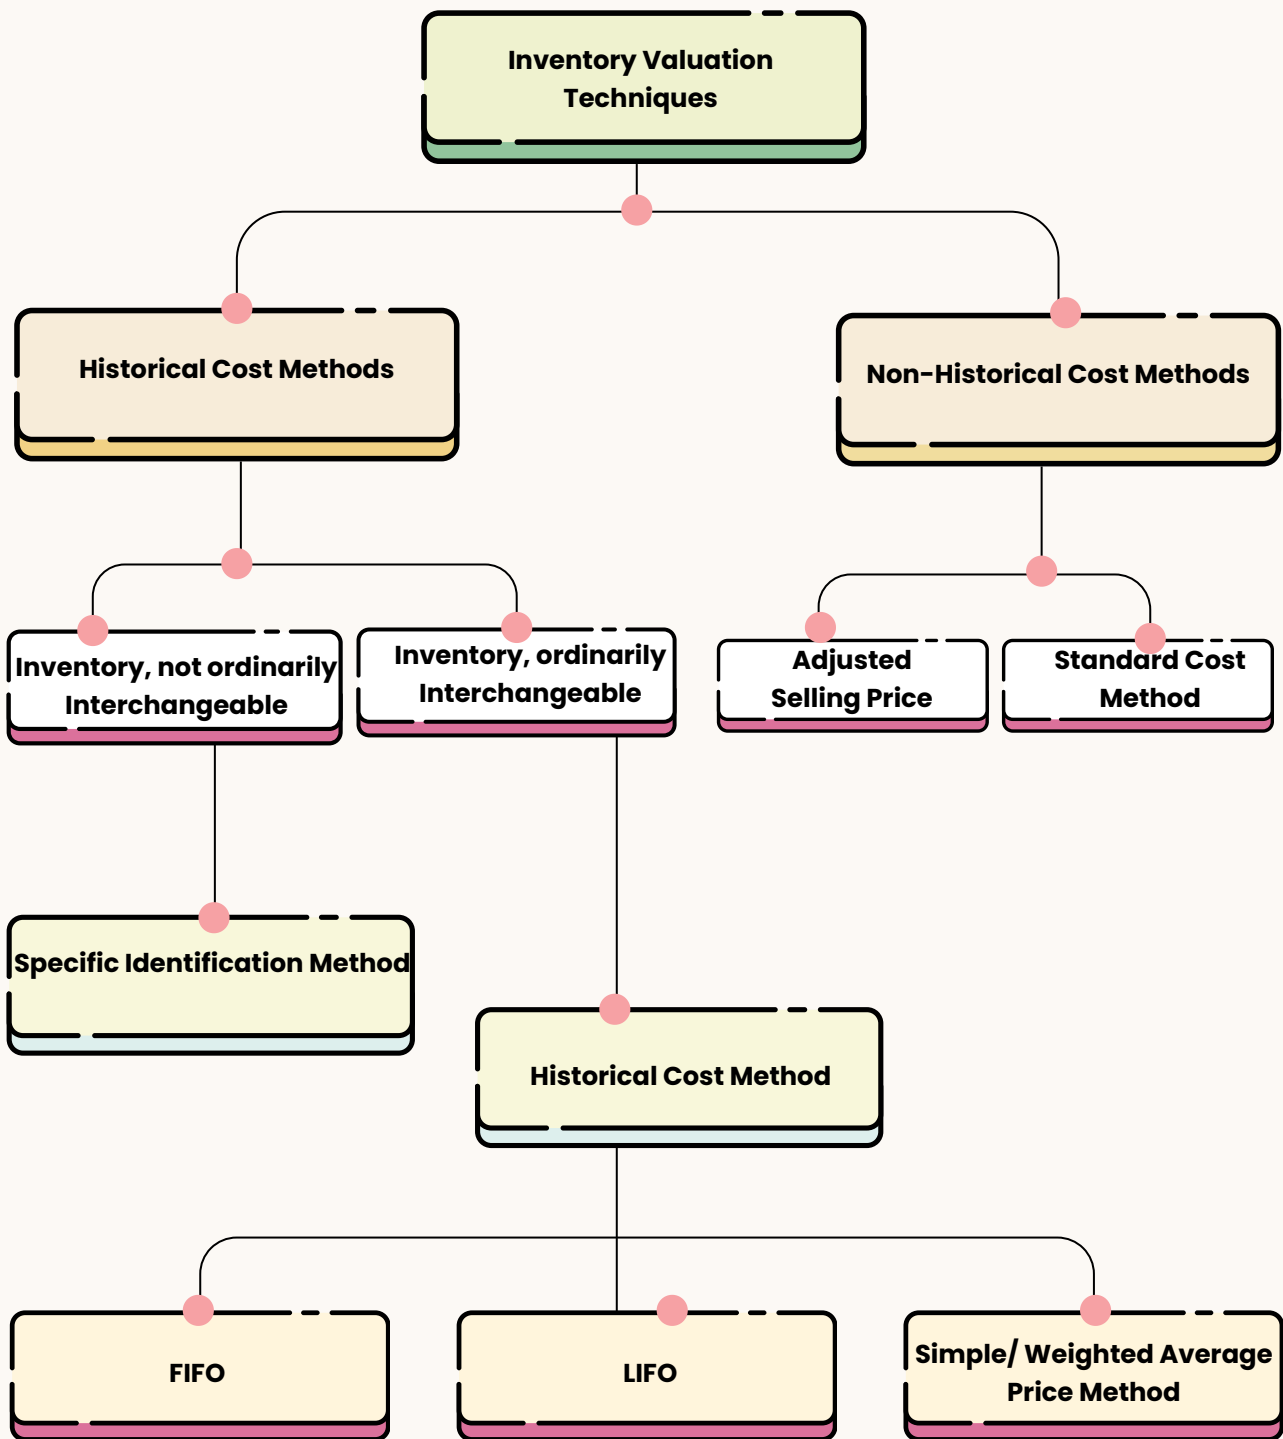 Inventory Valuation
Techniques
Historical Cost Methods
Non-Historical Cost Methods
Inventory, not ordinarily
Interchangeable
Inventory, ordinarily
Interchangeable
Adjusted
Selling Price
Standard Cost
Method
Specific Identification Method
Historical Cost Method
FIFO
LIFO
Simple/ Weighted Average
Price Method